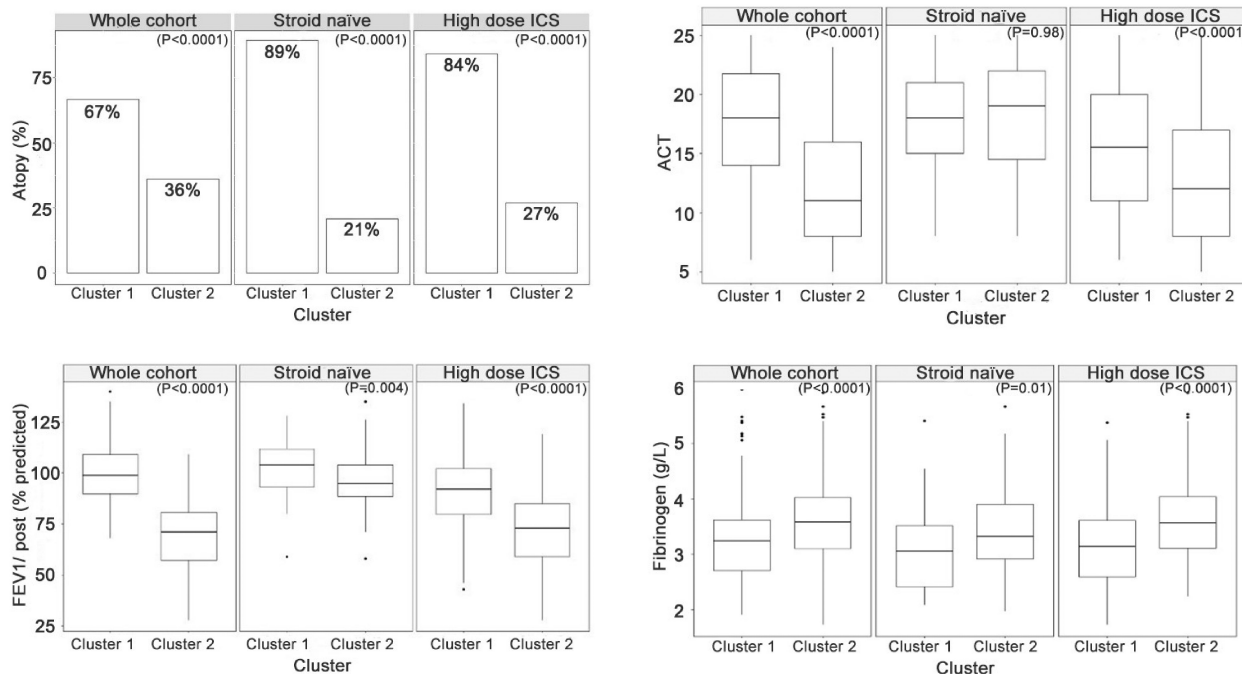 Whole cohort Stroid naïve High dose ICS
(P<0.0001) (P<0.0001) (P<0.0001)
89%
84%
75
67%
Atopy (%)
50
36%
27%
25
21%
0
Cluster 1 Cluster 2 Cluster 1 Cluster 2 Cluster 1 Cluster 2
Cluster
Whole cohort Stroid naïve High dose ICS
(P<0.0001) (P=0.98) (P<0.0001)
25
20
ACT
15
10
5
Cluster 1 Cluster 2 Cluster 1 Cluster 2 Cluster 1 Cluster 2
Cluster
Whole cohort Stroid naïve High dose ICS
(P<0.0001) (P=0.004) (P<0.0001)
FEV1/ post (% predicted)
125
100
75
50
25
Cluster 1 Cluster 2 Cluster 1 Cluster 2 Cluster 1 Cluster 2
Cluster
Whole cohort Stroid naïve High dose ICS
(P<0.0001) (P=0.01) (P<0.0001)
Fibrinogen (g/L)
6
5
4
3
2
Cluster 1 Cluster 2 Cluster 1 Cluster 2 Cluster 1 Cluster 2
Cluster